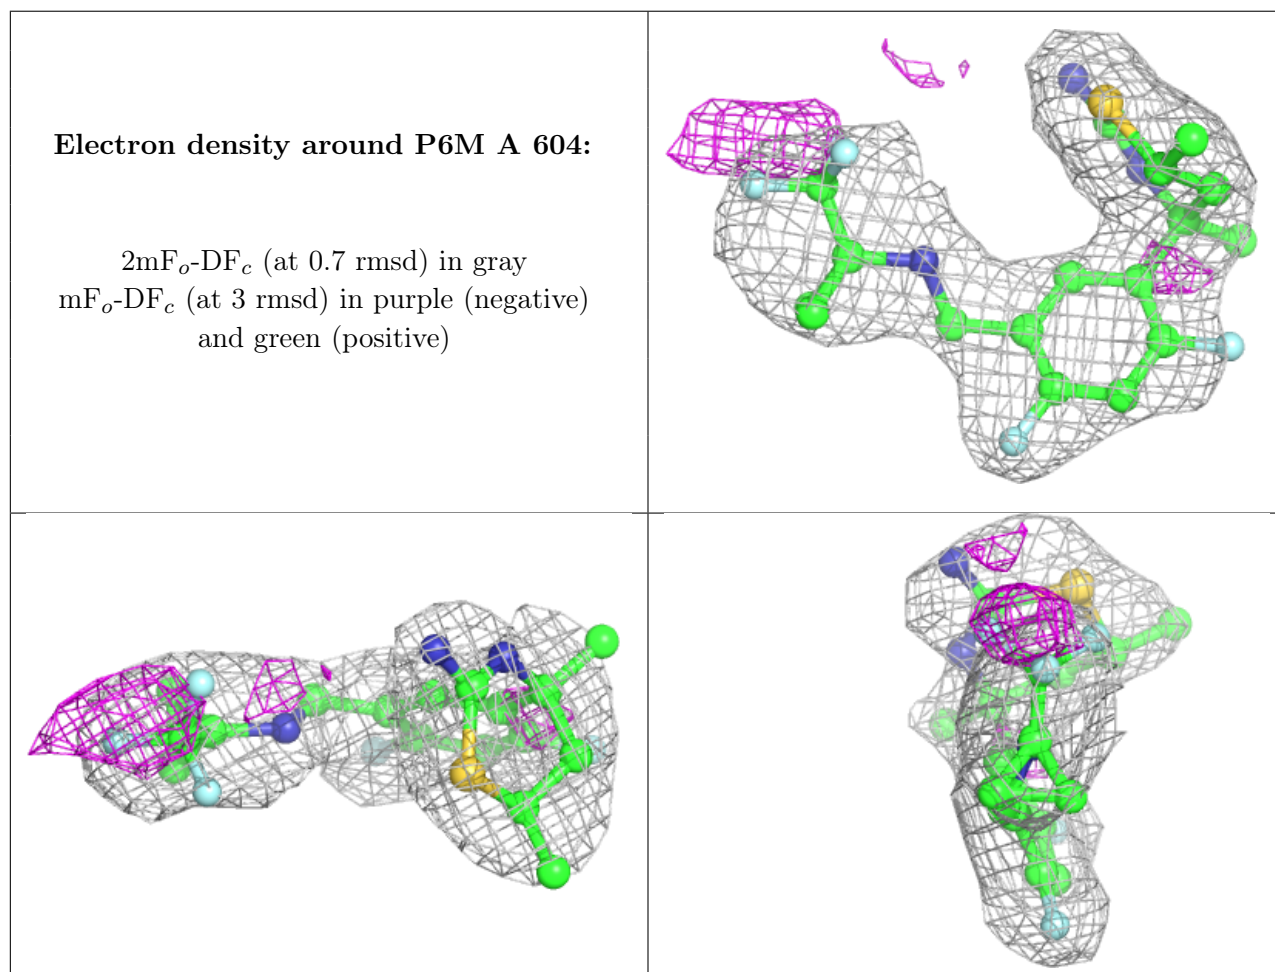 Electron density around P6M A 604:
2mFₒ-DF𝒸 (at 0.7 rmsd) in gray
mFₒ-DF𝒸 (at 3 rmsd) in purple (negative)
and green (positive)